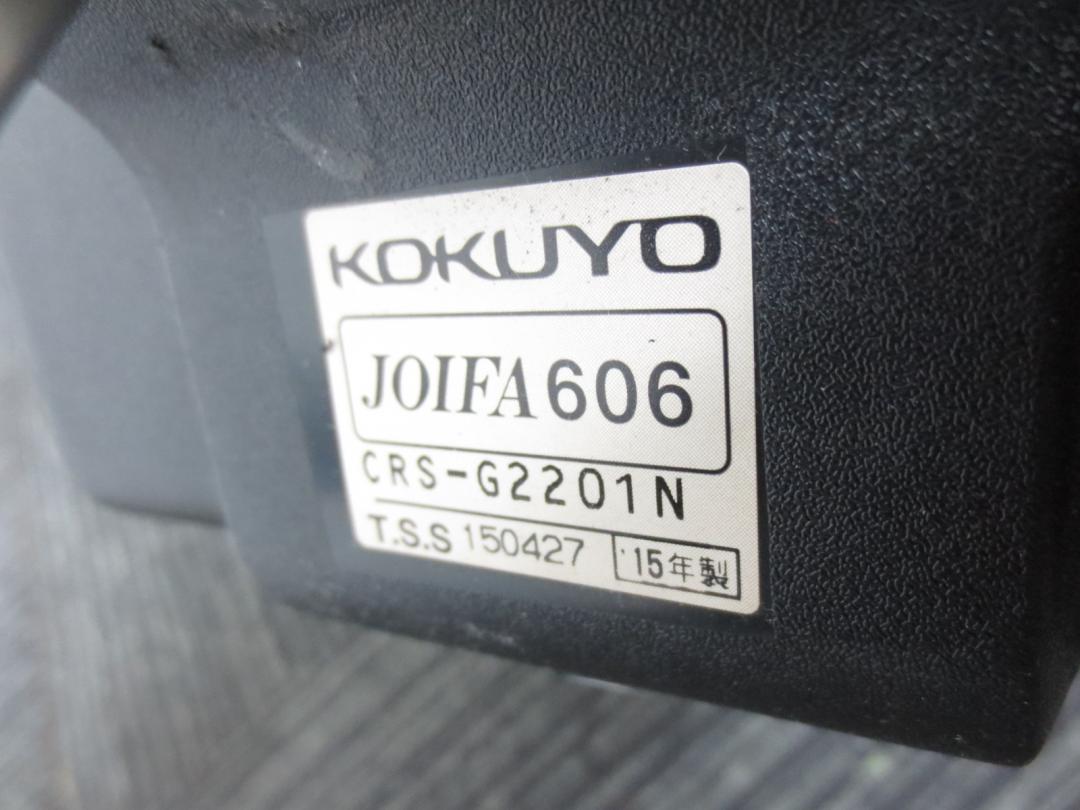 KOKUYO
JOIFA606
CRS-G2201N
T.S.S 150427 '15年製